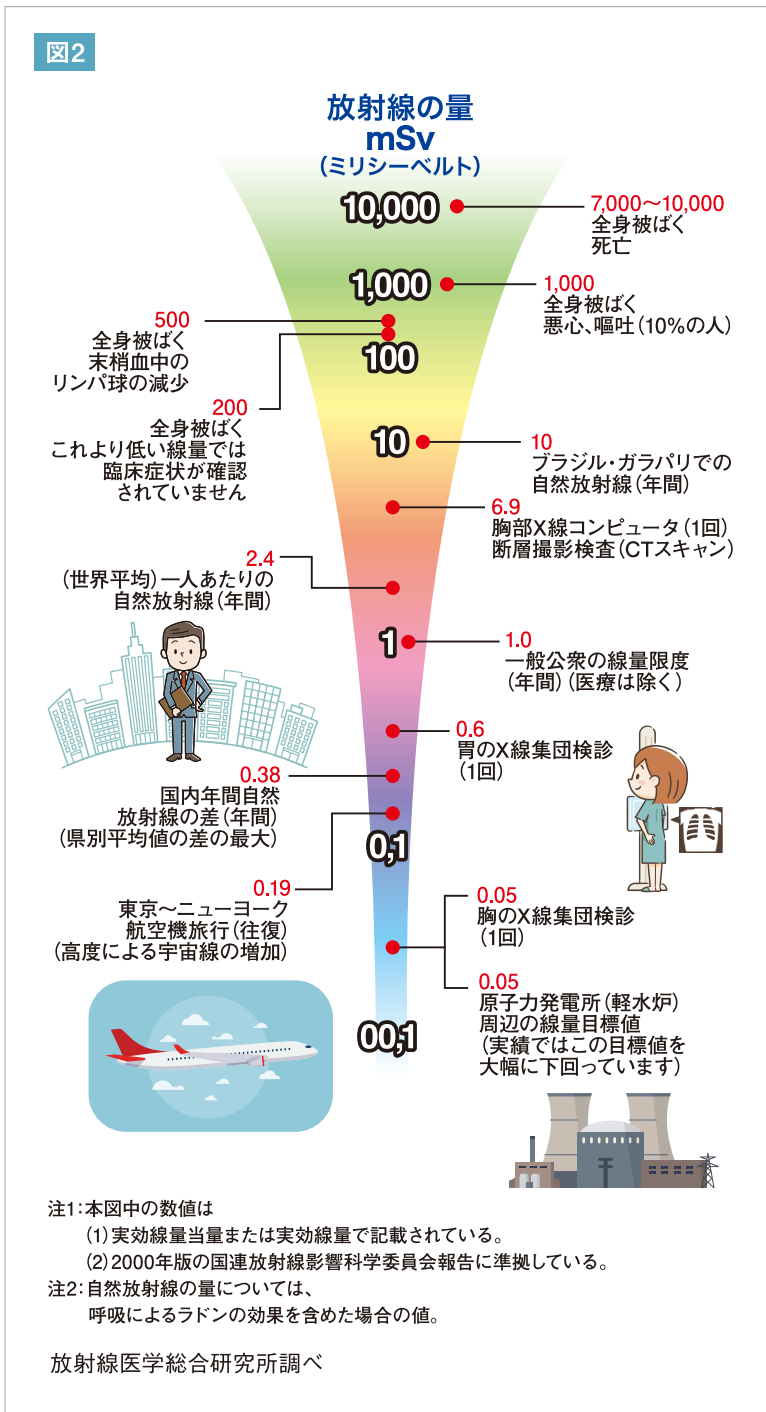 図2
放射線の量
mSv
(ミリシーベルト)
10,000
7,000〜10,000
全身被ばく
死亡
1,000
1,000
全身被ばく
悪心、嘔吐(10%の人)
500
全身被ばく
末梢血中の
リンパ球の減少
100
200
全身被ばく
これより低い線量では
臨床症状が確認
されていません
10
10
ブラジル・ガラパリでの
自然放射線(年間)
6.9
胸部X線コンピュータ(1回)
断層撮影検査(CTスキャン)
2.4
(世界平均)一人あたりの
自然放射線(年間)
1
1.0
一般公衆の線量限度
(年間)(医療は除く)
0.6
胃のX線集団検診
(1回)
0.38
国内年間自然
放射線の差(年間)
(県別平均値の差の最大)
0,1
0.19
東京〜ニューヨーク
航空機旅行(往復)
(高度による宇宙線の増加)
0.05
胸のX線集団検診
(1回)
0.05
原子力発電所(軽水炉)
周辺の線量目標値
(実績ではこの目標値を
大幅に下回っています)
00,1
注1:本図中の数値は
(1)実効線量当量または実効線量で記載されている。
(2)2000年版の国連放射線影響科学委員会報告に準拠している。
注2:自然放射線の量については、
呼吸によるラドンの効果を含めた場合の値。
放射線医学総合研究所調べ